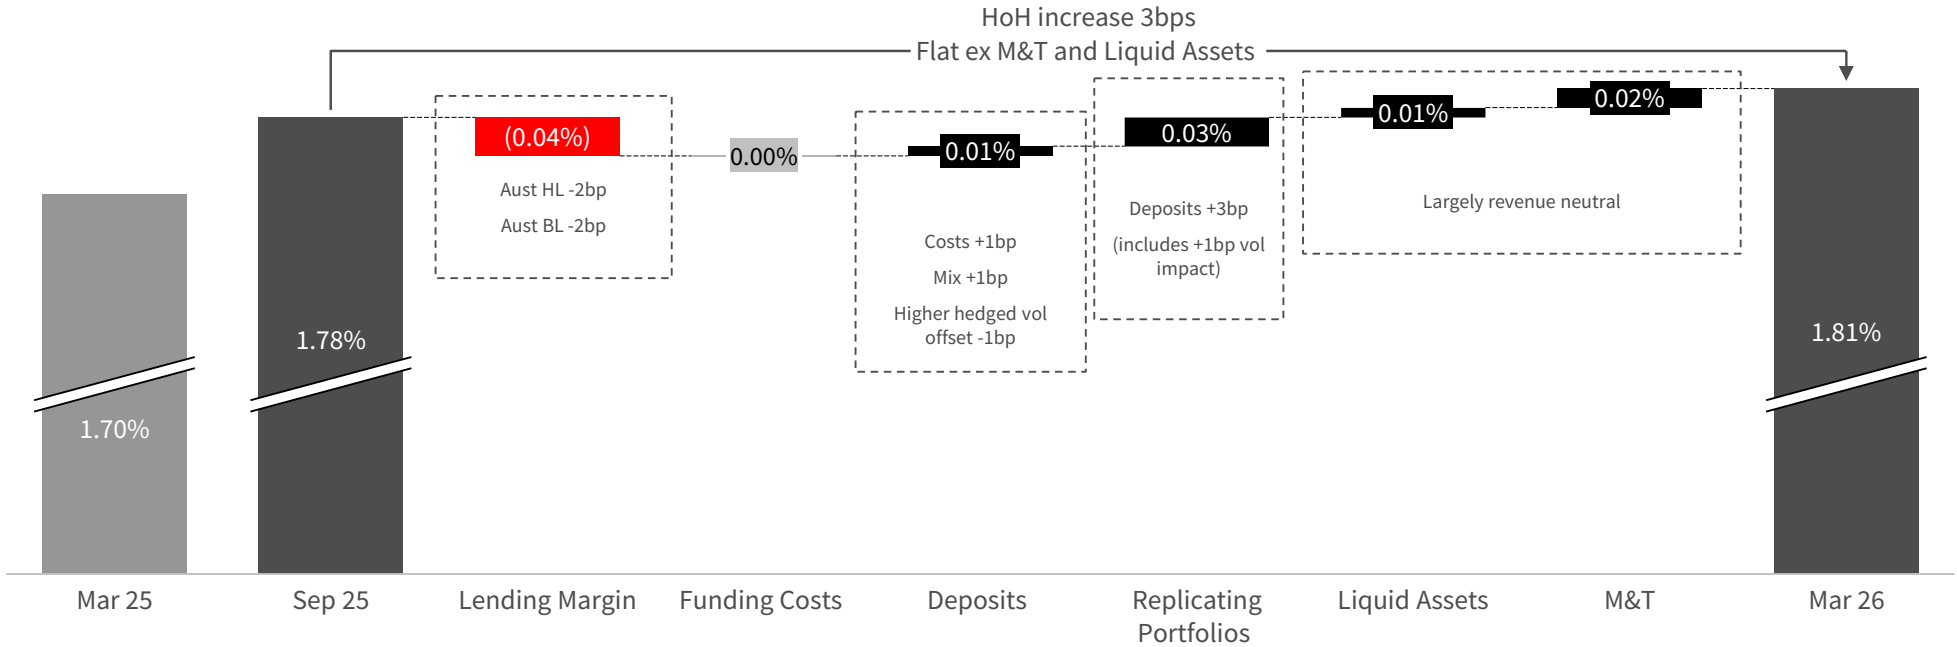 HoH increase 3bps
Flat ex M&T and Liquid Assets
1.70%
1.78%
(0.04%)
Aust HL -2bp
Aust BL -2bp
0.00%
0.01%
Costs +1bp
Mix +1bp
Higher hedged vol
offset -1bp
0.03%
Deposits +3bp
(includes +1bp vol
impact)
0.01%
0.02%
Largely revenue neutral
1.81%
Mar 25
Sep 25
Lending Margin
Funding Costs
Deposits
Replicating
Portfolios
Liquid Assets
M&T
Mar 26